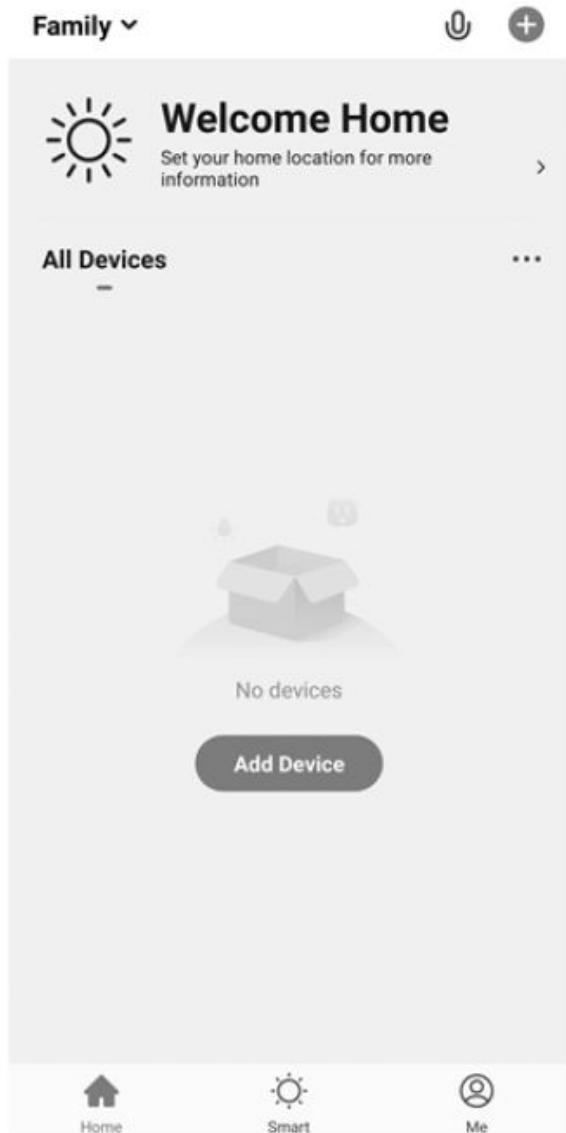 Family
Welcome Home
Set your home location for more
information
All Devices
No devices
Add Device
Home
Smart
Me